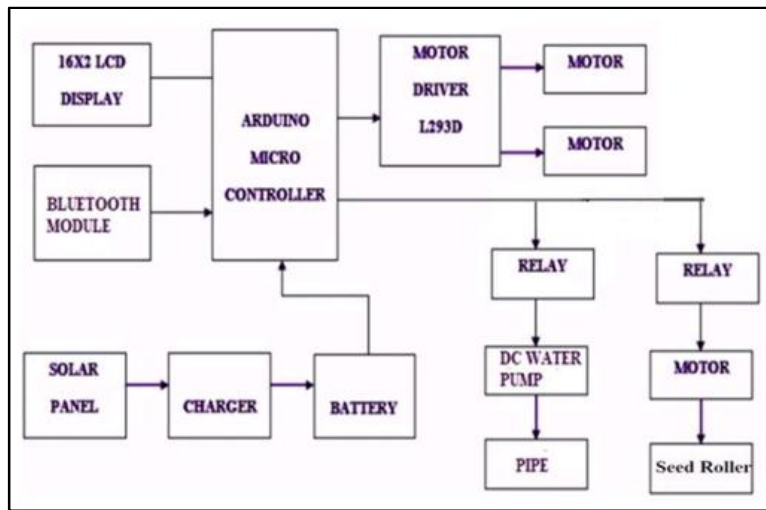 16X2 LCD
DISPLAY
ARDUINO
MICRO
CONTROLLER
MOTOR
DRIVER
L293D
MOTOR
MOTOR
BLUETOOTH
MODULE
RELAY
RELAY
SOLAR
PANEL
CHARGER
BATTERY
DC WATER
PUMP
MOTOR
PIPE
Seed Roller